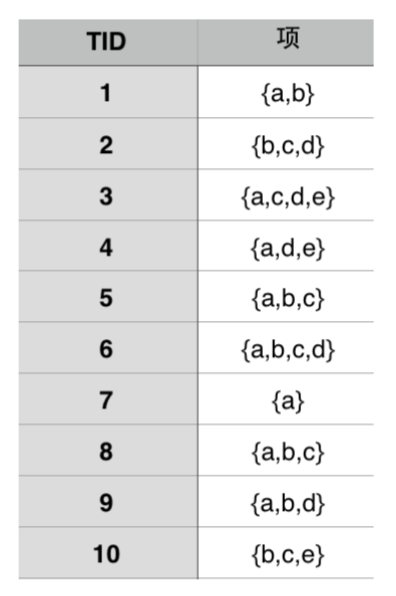 TID 项
1 {a,b}
2 {b,c,d}
3 {a,c,d,e}
4 {a,d,e}
5 {a,b,c}
6 {a,b,c,d}
7 {a}
8 {a,b,c}
9 {a,b,d}
10 {b,c,e}